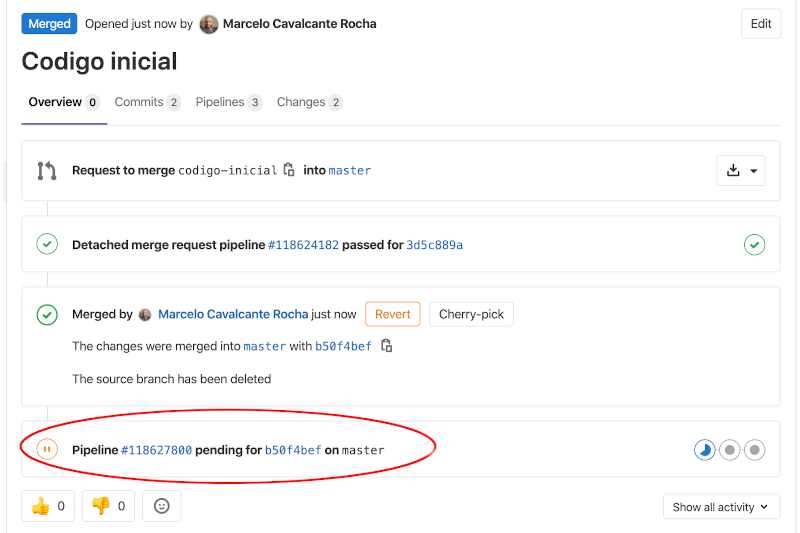 Merged Opened just now by Marcelo Cavalcante Rocha Edit
Codigo inicial
Overview 0 Commits 2 Pipelines 3 Changes 2
Request to merge codigo-inicial into master
Detached merge request pipeline #118624182 passed for 3d5c889a
Merged by Marcelo Cavalcante Rocha just now Revert Cherry-pick
The changes were merged into master with b50f4bef
The source branch has been deleted
Pipeline #118627800 pending for b50f4bef on master
0 0 Show all activity